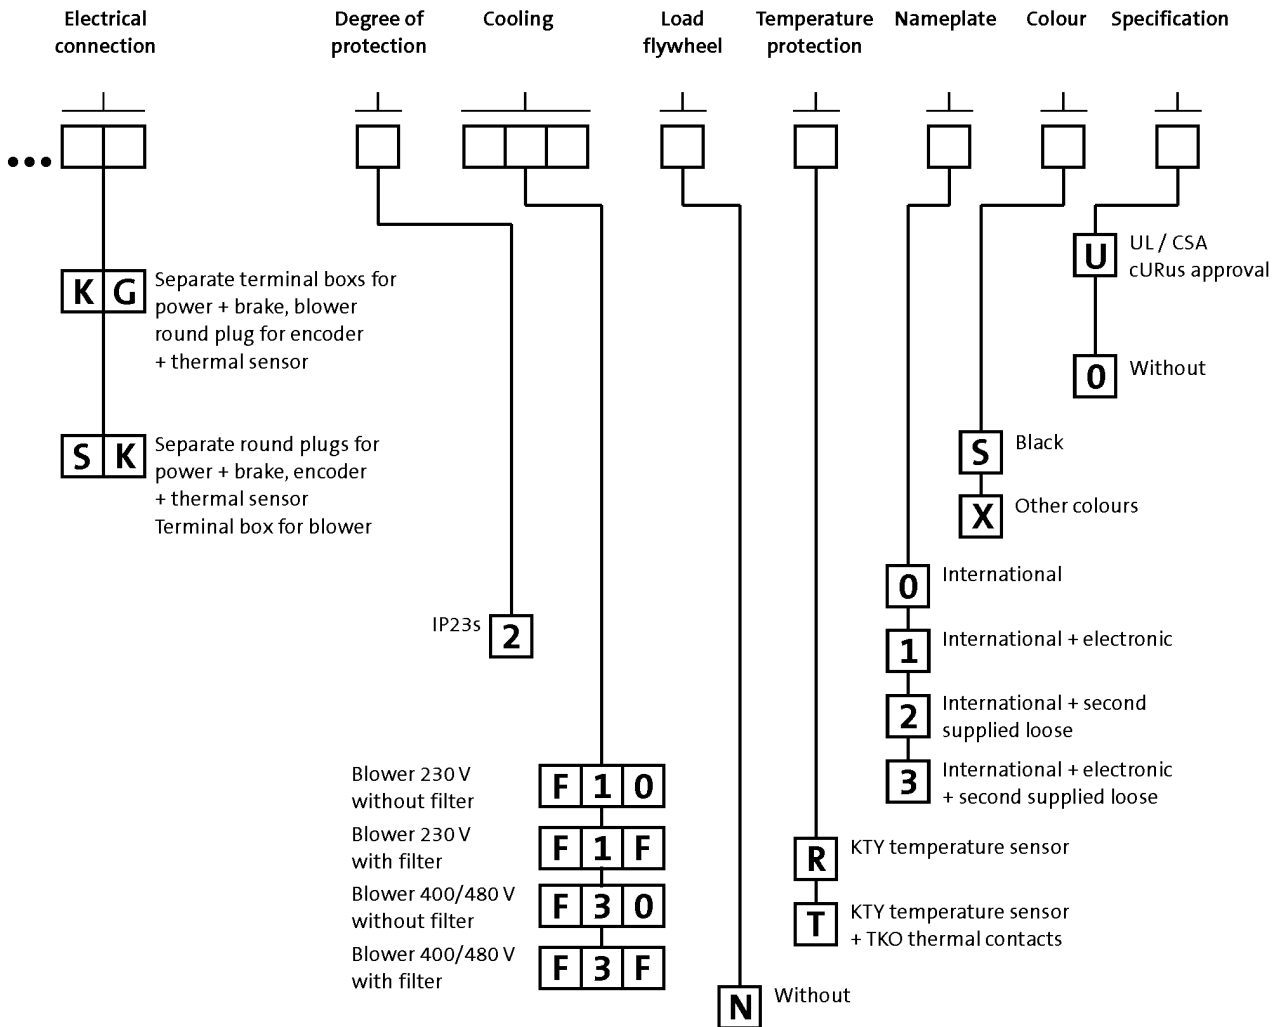 Electrical
connection
Degree of
protection
Cooling
Load
flywheel
Temperature
protection
Nameplate
Colour
Specification
...
K G
Separate terminal boxs for
power + brake, blower
round plug for encoder
+ thermal sensor
S K
Separate round plugs for
power + brake, encoder
+ thermal sensor
Terminal box for blower
IP23s
2
Blower 230 V
without filter
F 1 0
Blower 230 V
with filter
F 1 F
Blower 400/480 V
without filter
F 3 0
Blower 400/480 V
with filter
F 3 F
N
Without
R
KTY temperature sensor
T
KTY temperature sensor
+ TKO thermal contacts
0
International
1
International + electronic
2
International + second
supplied loose
3
International + electronic
+ second supplied loose
S
Black
X
Other colours
U
UL / CSA
cURus approval
0
Without